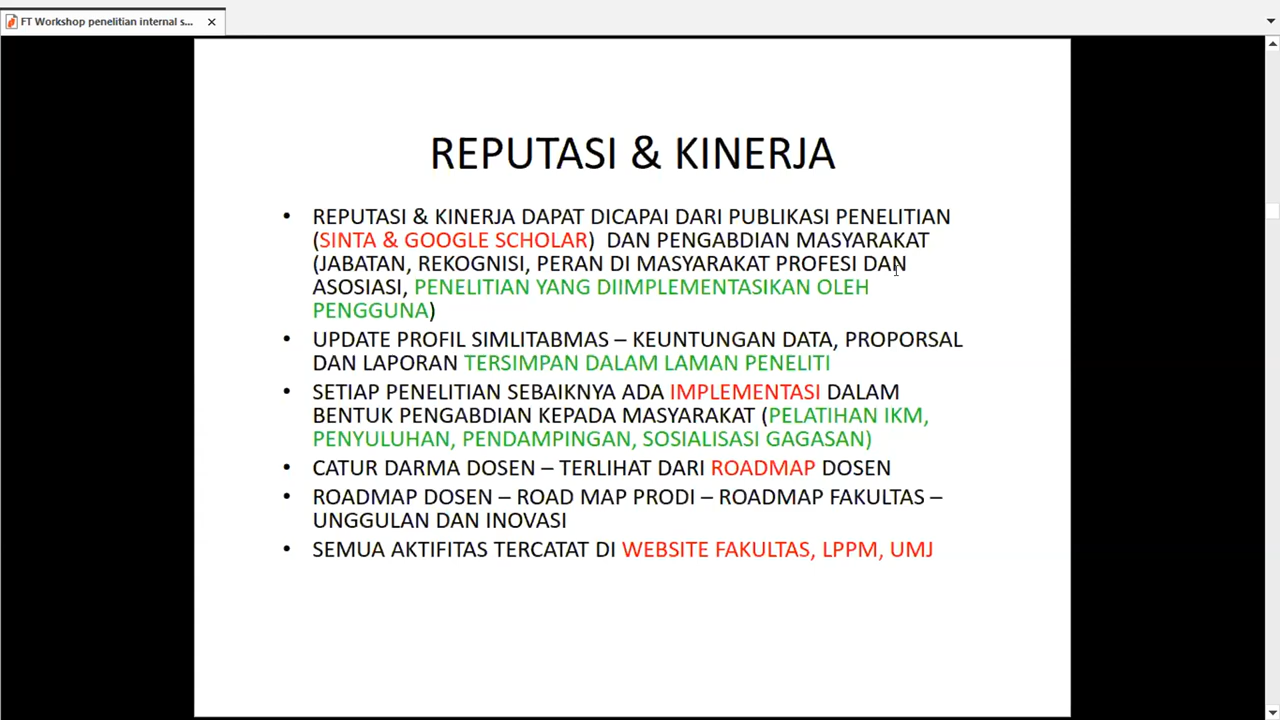 FT Workshop penelitian internal s...
REPUTASI & KINERJA
• REPUTASI & KINERJA DAPAT DICAPAI DARI PUBLIKASI PENELITIAN
(SINTA & GOOGLE SCHOLAR) DAN PENGABDIAN MASYARAKAT
(JABATAN, REKOGNISI, PERAN DI MASYARAKAT PROFESI DAN
ASOSIASI, PENELITIAN YANG DIIMPLEMENTASIKAN OLEH
PENGGUNA)
• UPDATE PROFIL SIMLITABMAS – KEUNTUNGAN DATA, PROPORSAL
DAN LAPORAN TERSIMPAN DALAM LAMAN PENELITI
• SETIAP PENELITIAN SEBAIKNYA ADA IMPLEMENTASI DALAM
BENTUK PENGABDIAN KEPADA MASYARAKAT (PELATIHAN IKM,
PENYULUHAN, PENDAMPINGAN, SOSIALISASI GAGASAN)
• CATUR DARMA DOSEN – TERLIHAT DARI ROADMAP DOSEN
• ROADMAP DOSEN – ROAD MAP PRODI – ROADMAP FAKULTAS –
UNGGULAN DAN INOVASI
• SEMUA AKTIFITAS TERCATAT DI WEBSITE FAKULTAS, LPPM, UMJ